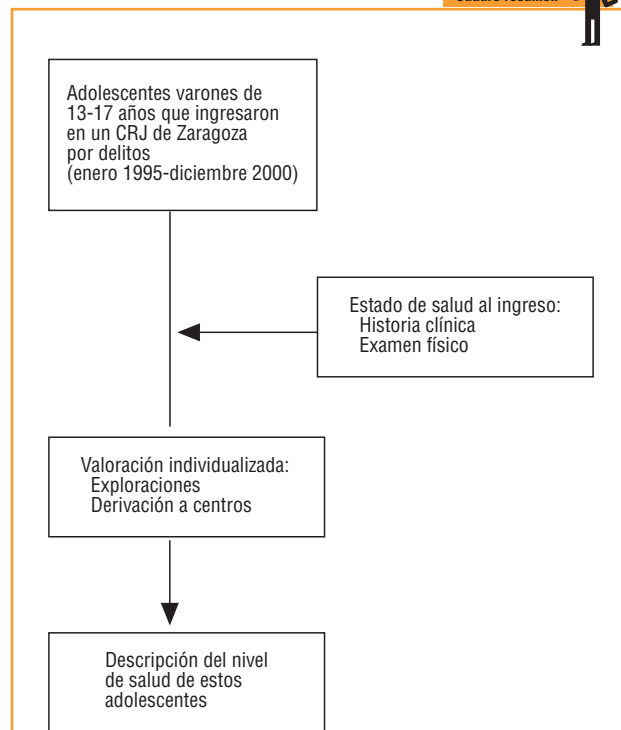 Adolescentes varones de
13-17 años que ingresaron
en un CRJ de Zaragoza
por delitos
(enero 1995-diciembre 2000)
Estado de salud al ingreso:
Historia clínica
Examen físico
Valoración individualizada:
Exploraciones
Derivación a centros
Descripción del nivel
de salud de estos
adolescentes